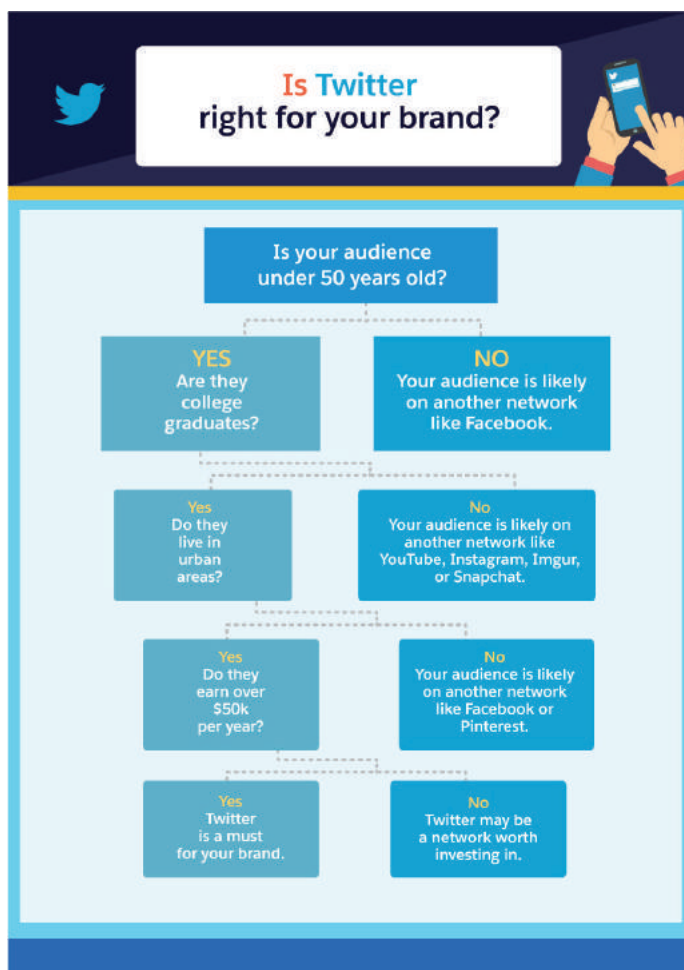 Is Twitter
right for your brand?
Is your audience
under 50 years old?
YES
Are they
college
graduates?
NO
Your audience is likely
on another network
like Facebook.
Yes
Do they
live in
urban
areas?
No
Your audience is likely on
another network like
YouTube, Instagram, Imgur,
or Snapchat.
Yes
Do they
earn over
$50k
per year?
No
Your audience is likely
on another network
like Facebook or
Pinterest.
Yes
Twitter
is a must
for your brand.
No
Twitter may be
a network worth
investing in.